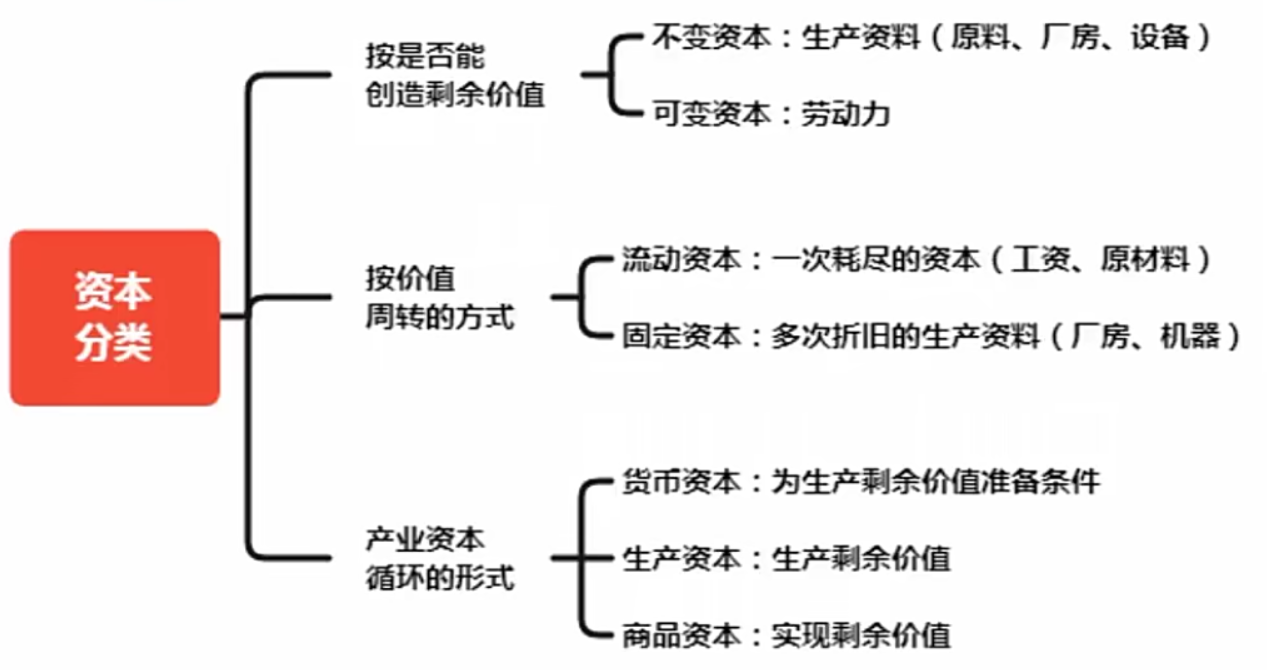 资本
分类
按是否能
创造剩余价值
不变资本：生产资料（原料、厂房、设备）
可变资本：劳动力
按价值
周转的方式
流动资本：一次耗尽的资本（工资、原材料）
固定资本：多次折旧的生产资料（厂房、机器）
产业资本
循环的形式
货币资本：为生产剩余价值准备条件
生产资本：生产剩余价值
商品资本：实现剩余价值